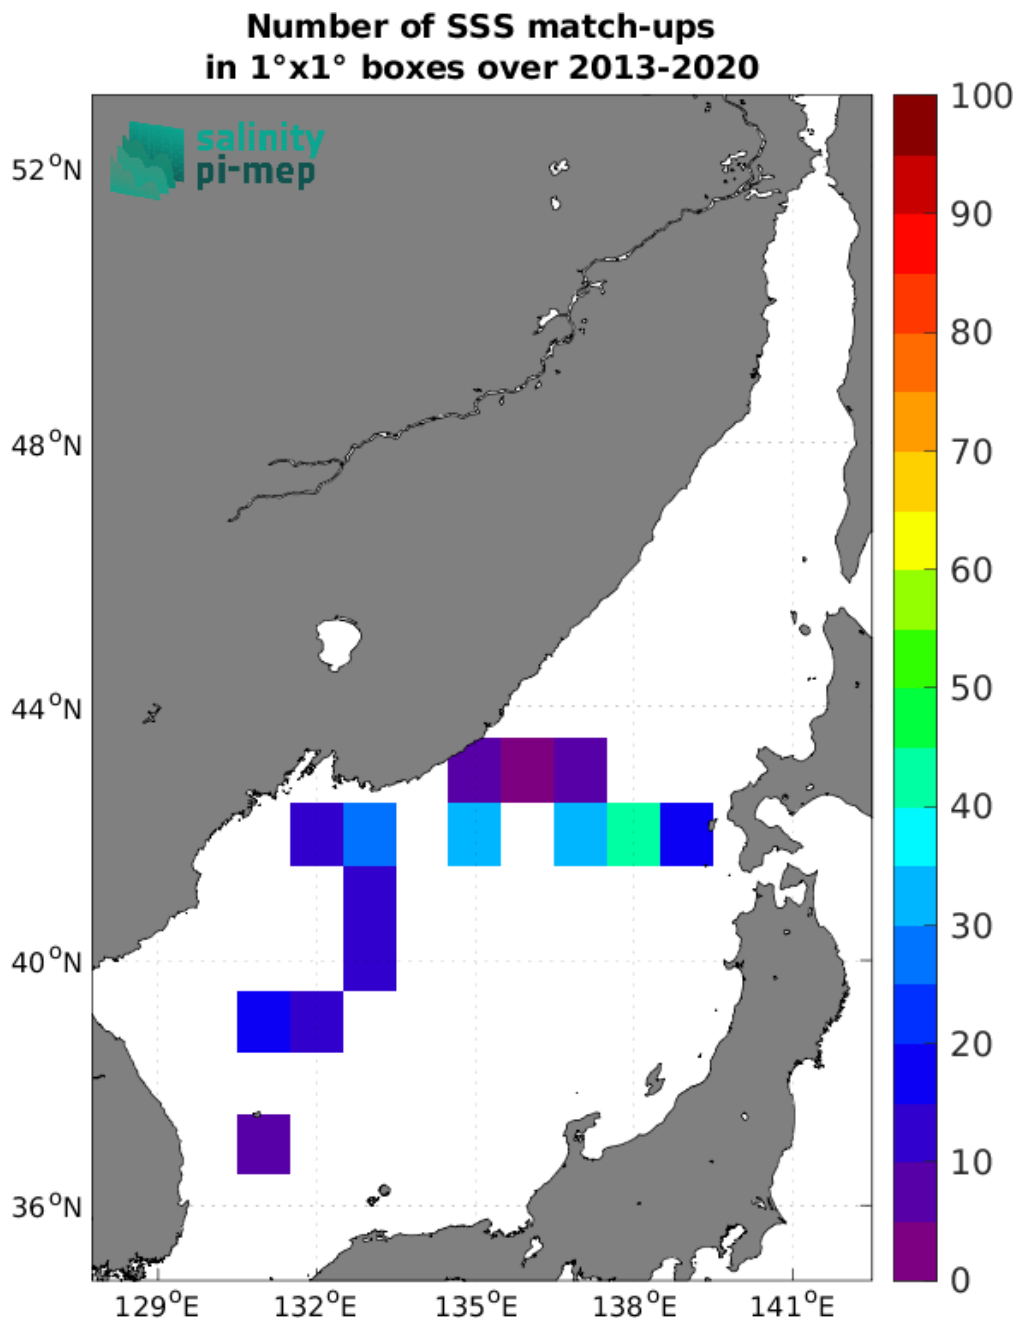 Number of SSS match-ups
in 1°x1° boxes over 2013-2020
salinity
pi-mep
52°N
48°N
44°N
40°N
36°N
129°E
132°E
135°E
138°E
141°E
100
90
80
70
60
50
40
30
20
10
0